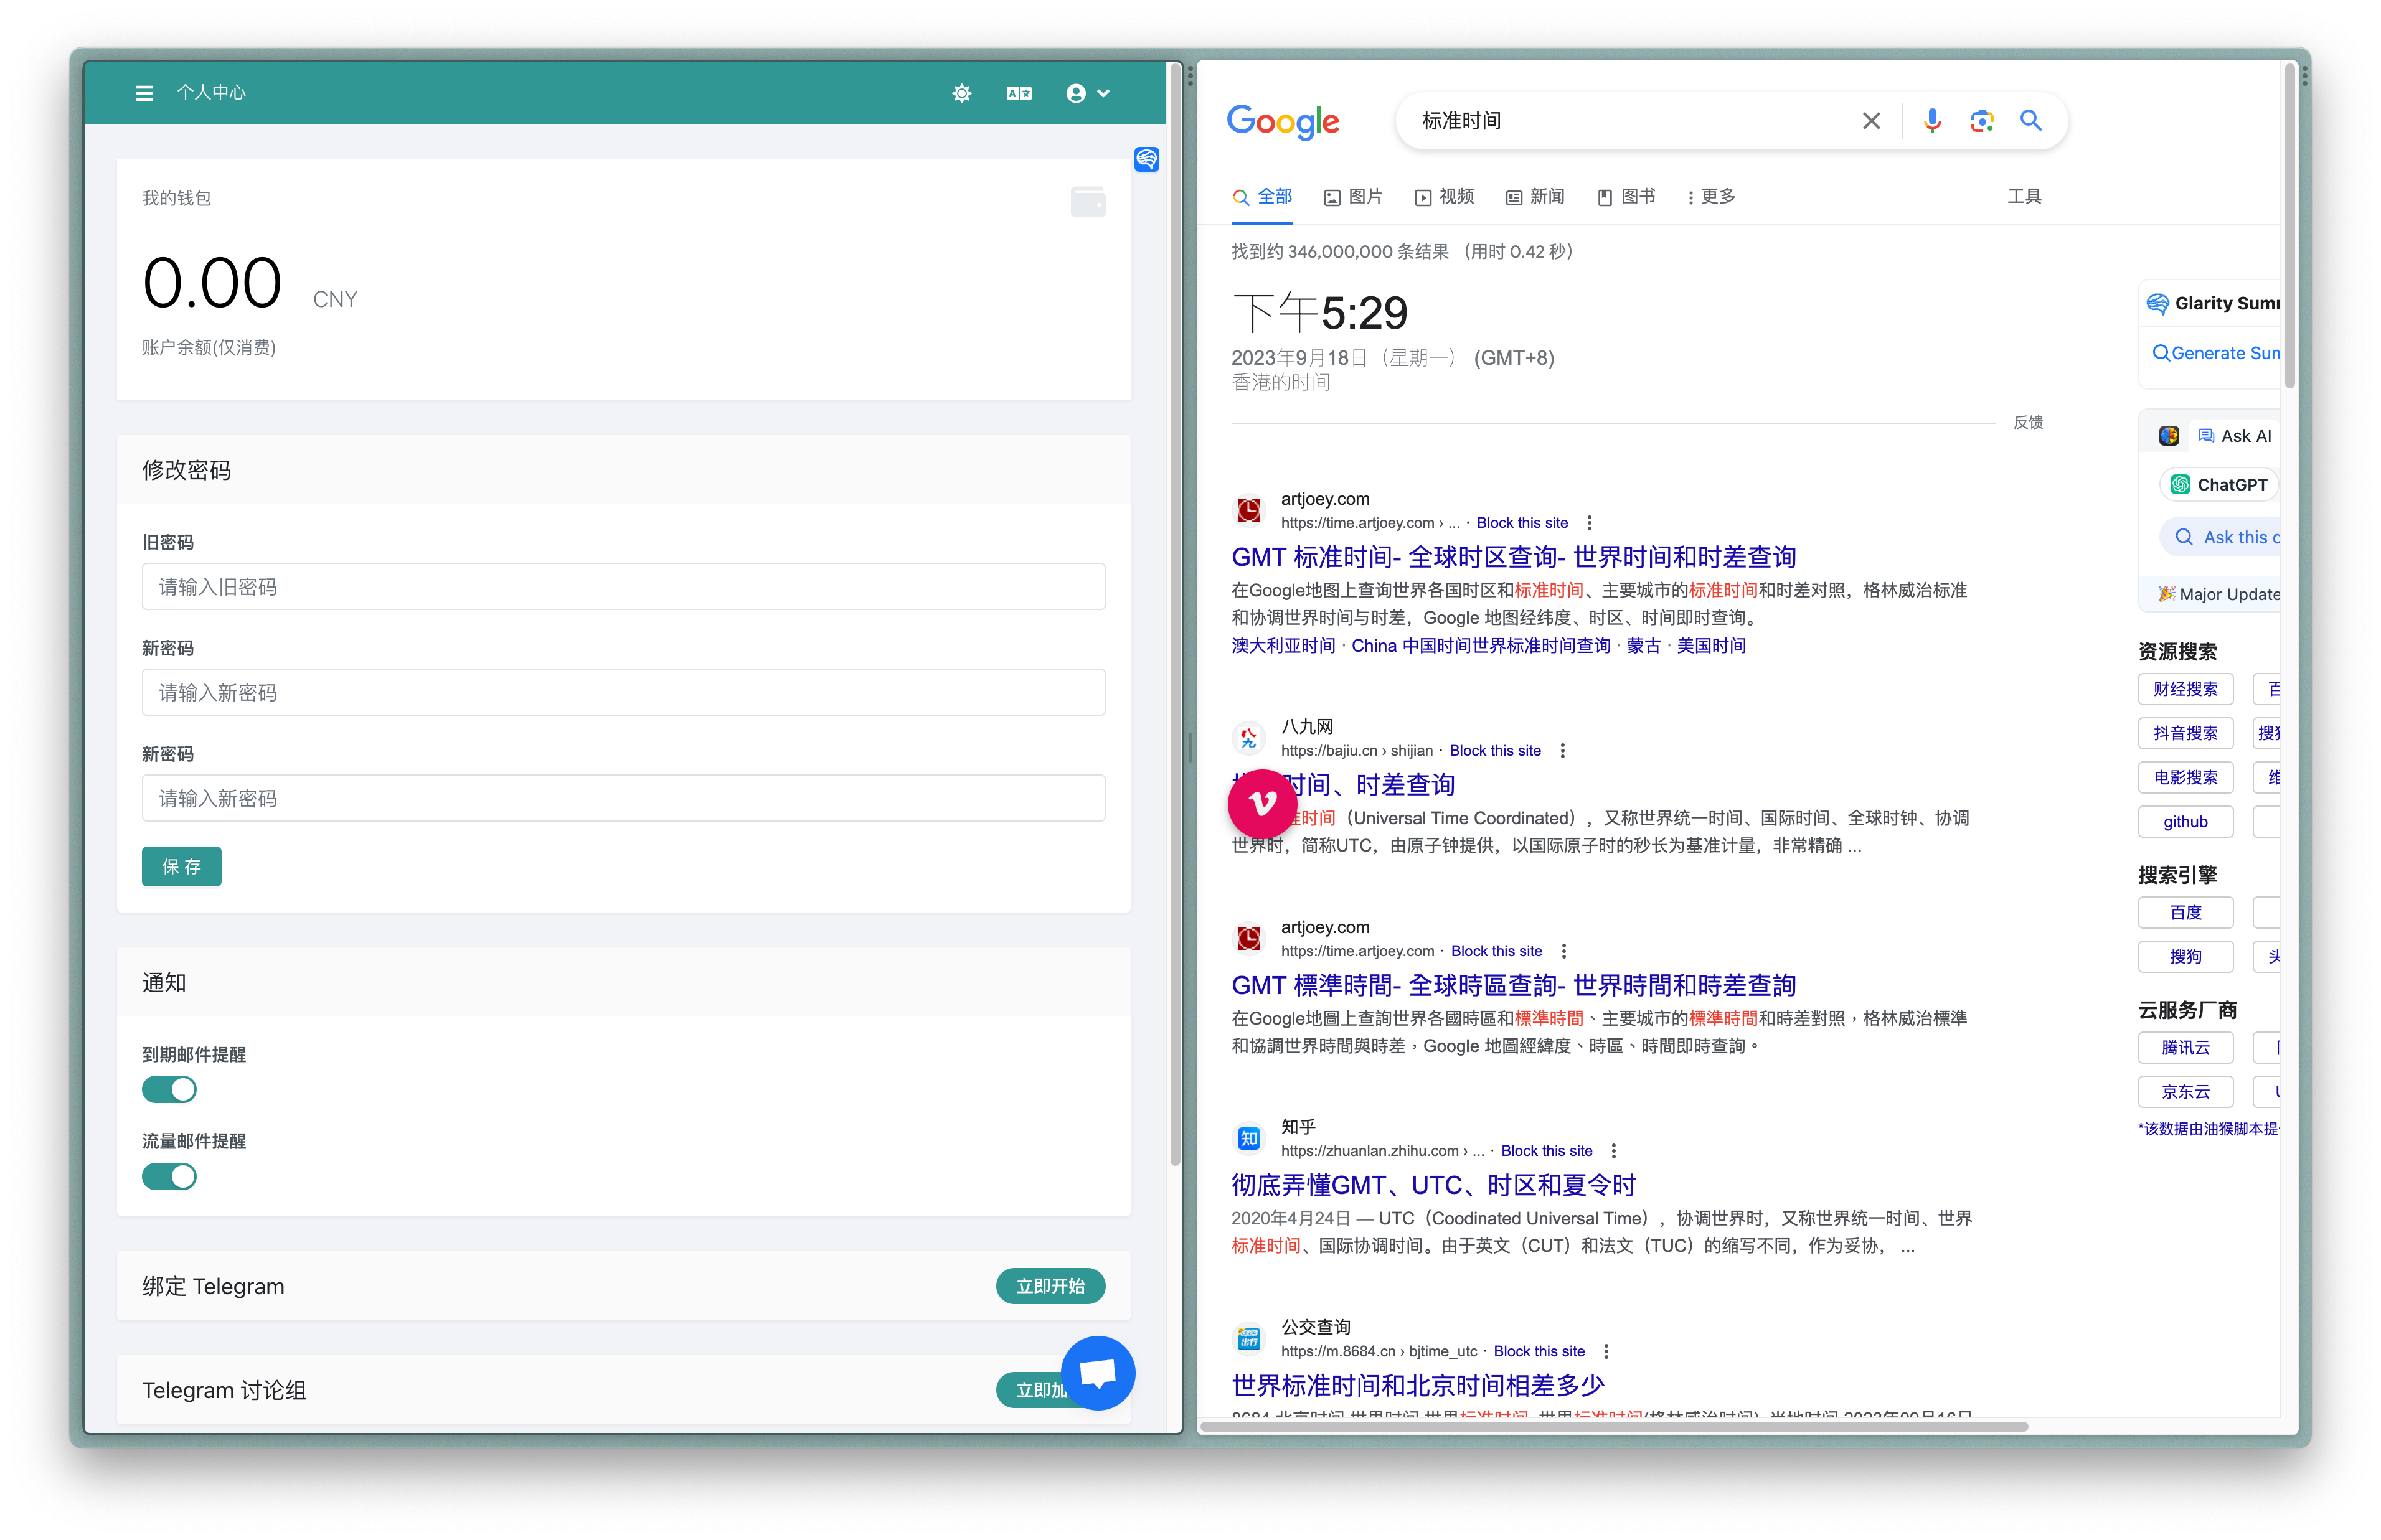 个人中心
我的钱包
0.00 CNY
账户余额(仅消费)
修改密码
旧密码
请输入旧密码
新密码
请输入新密码
新密码
请输入新密码
保 存
通知
到期邮件提醒
流量邮件提醒
绑定 Telegram
立即开始
Telegram 讨论组
立即加
Google
标准时间
全部 图片 视频 新闻 图书 更多 工具
找到约 346,000,000 条结果 （用时 0.42 秒）
下午5:29
2023年9月18日（星期一） (GMT+8)
香港的时间
反馈
artjoey.com
https://time.artjoey.com › ... · Block this site
GMT 标准时间- 全球时区查询- 世界时间和时差查询
在Google地图上查询世界各国时区和标准时间、主要城市的标准时间和时差对照，格林威治标准
和协调世界时间与时差，Google 地图经纬度、时区、时间即时查询。
澳大利亚时间 · China 中国时间世界标准时间查询 · 蒙古 · 美国时间
八九网
https://bajiu.cn › shijian · Block this site
时间、时差查询
时间（Universal Time Coordinated），又称世界统一时间、国际时间、全球时钟、协调
世界时，简称UTC，由原子钟提供，以国际原子时的秒长为基准计量，非常精确 ...
artjoey.com
https://time.artjoey.com · Block this site
GMT 標準時間- 全球時區查詢- 世界時間和時差查詢
在Google地圖上查詢世界各國時區和標準時間、主要城市的標準時間和時差對照，格林威治標準
和協調世界時間與時差，Google 地圖經緯度、時區、時間即時查詢。
知乎
https://zhuanlan.zhihu.com › ... · Block this site
彻底弄懂GMT、UTC、时区和夏令时
2020年4月24日 — UTC（Coodinated Universal Time），协调世界时，又称世界统一时间、世界
标准时间、国际协调时间。由于英文（CUT）和法文（TUC）的缩写不同，作为妥协， ...
公交查询
https://m.8684.cn › bjtime_utc · Block this site
世界标准时间和北京时间相差多少
Glarity Summ
Generate Sum
Ask AI
ChatGPT
Ask this q
Major Update
资源搜索
财经搜索 百
抖音搜索 搜狗
电影搜索 维
github
搜索引擎
百度
搜狗 头
云服务厂商
腾讯云
京东云 U
*该数据由油猴脚本提